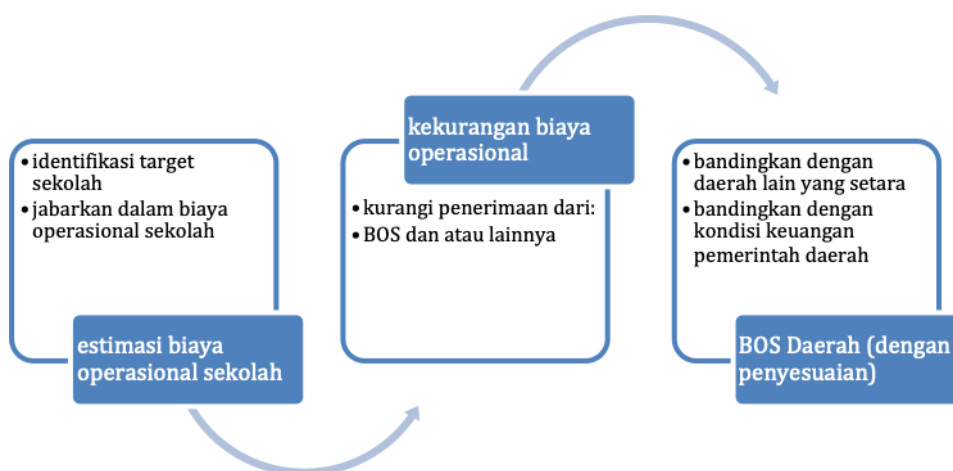 • identifikasi target
sekolah
• jabarkan dalam biaya
operasional sekolah
estimasi biaya
operasional sekolah
kekurangan biaya
operasional
• kurangi penerimaan dari:
• BOS dan atau lainnya
• bandingkan dengan
daerah lain yang setara
• bandingkan dengan
kondisi keuangan
pemerintah daerah
BOS Daerah (dengan
penyesuaian)